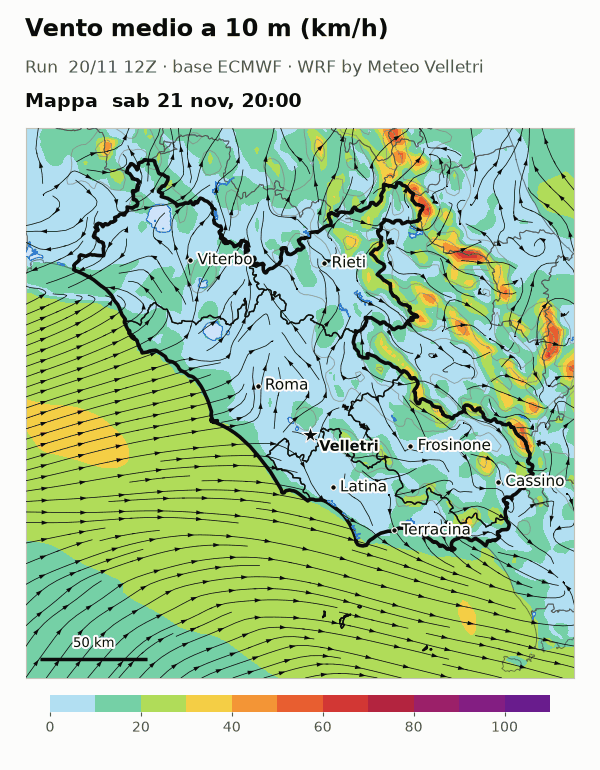 Vento medio a 10 m (km/h)
Run  20/11 12Z · base ECMWF · WRF by Meteo Velletri
Mappa  sab 21 nov, 20:00
Viterbo
Rieti
Roma
Velletri
Frosinone
Latina
Cassino
Terracina
50 km
0 20 40 60 80 100